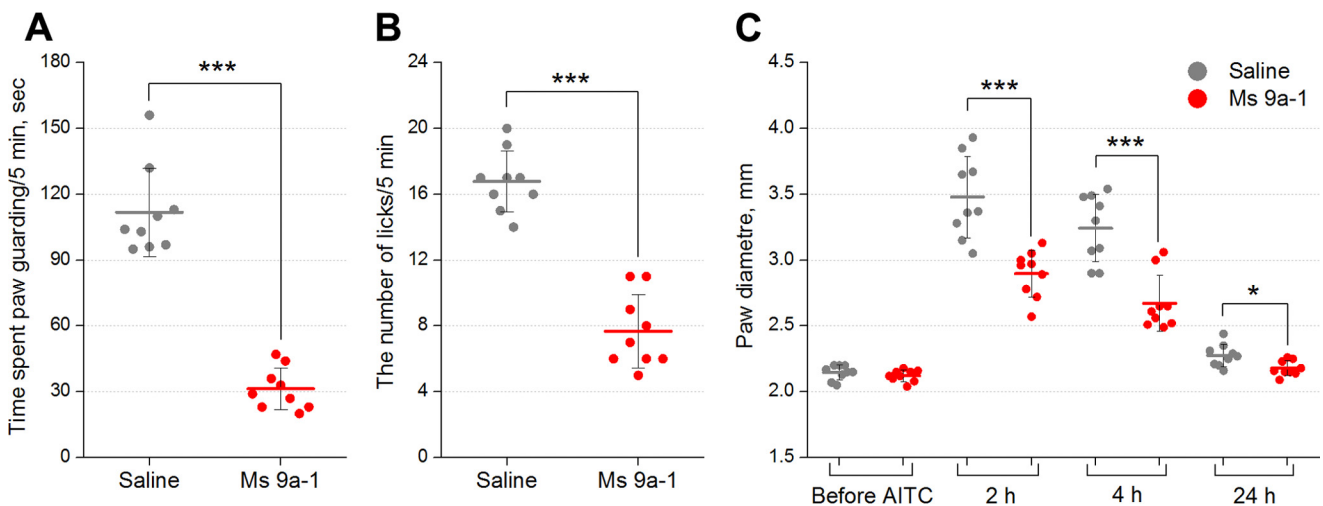 A
Time spent paw guarding/5 min, sec
180
150
120
90
60
30
0
***
Saline
Ms 9a-1
B
The number of licks/5 min
24
20
16
12
8
4
0
***
Saline
Ms 9a-1
C
Paw diametre, mm
4.5
4.0
3.5
3.0
2.5
2.0
1.5
Saline
Ms 9a-1
***
***
*
Before AITC
2 h
4 h
24 h